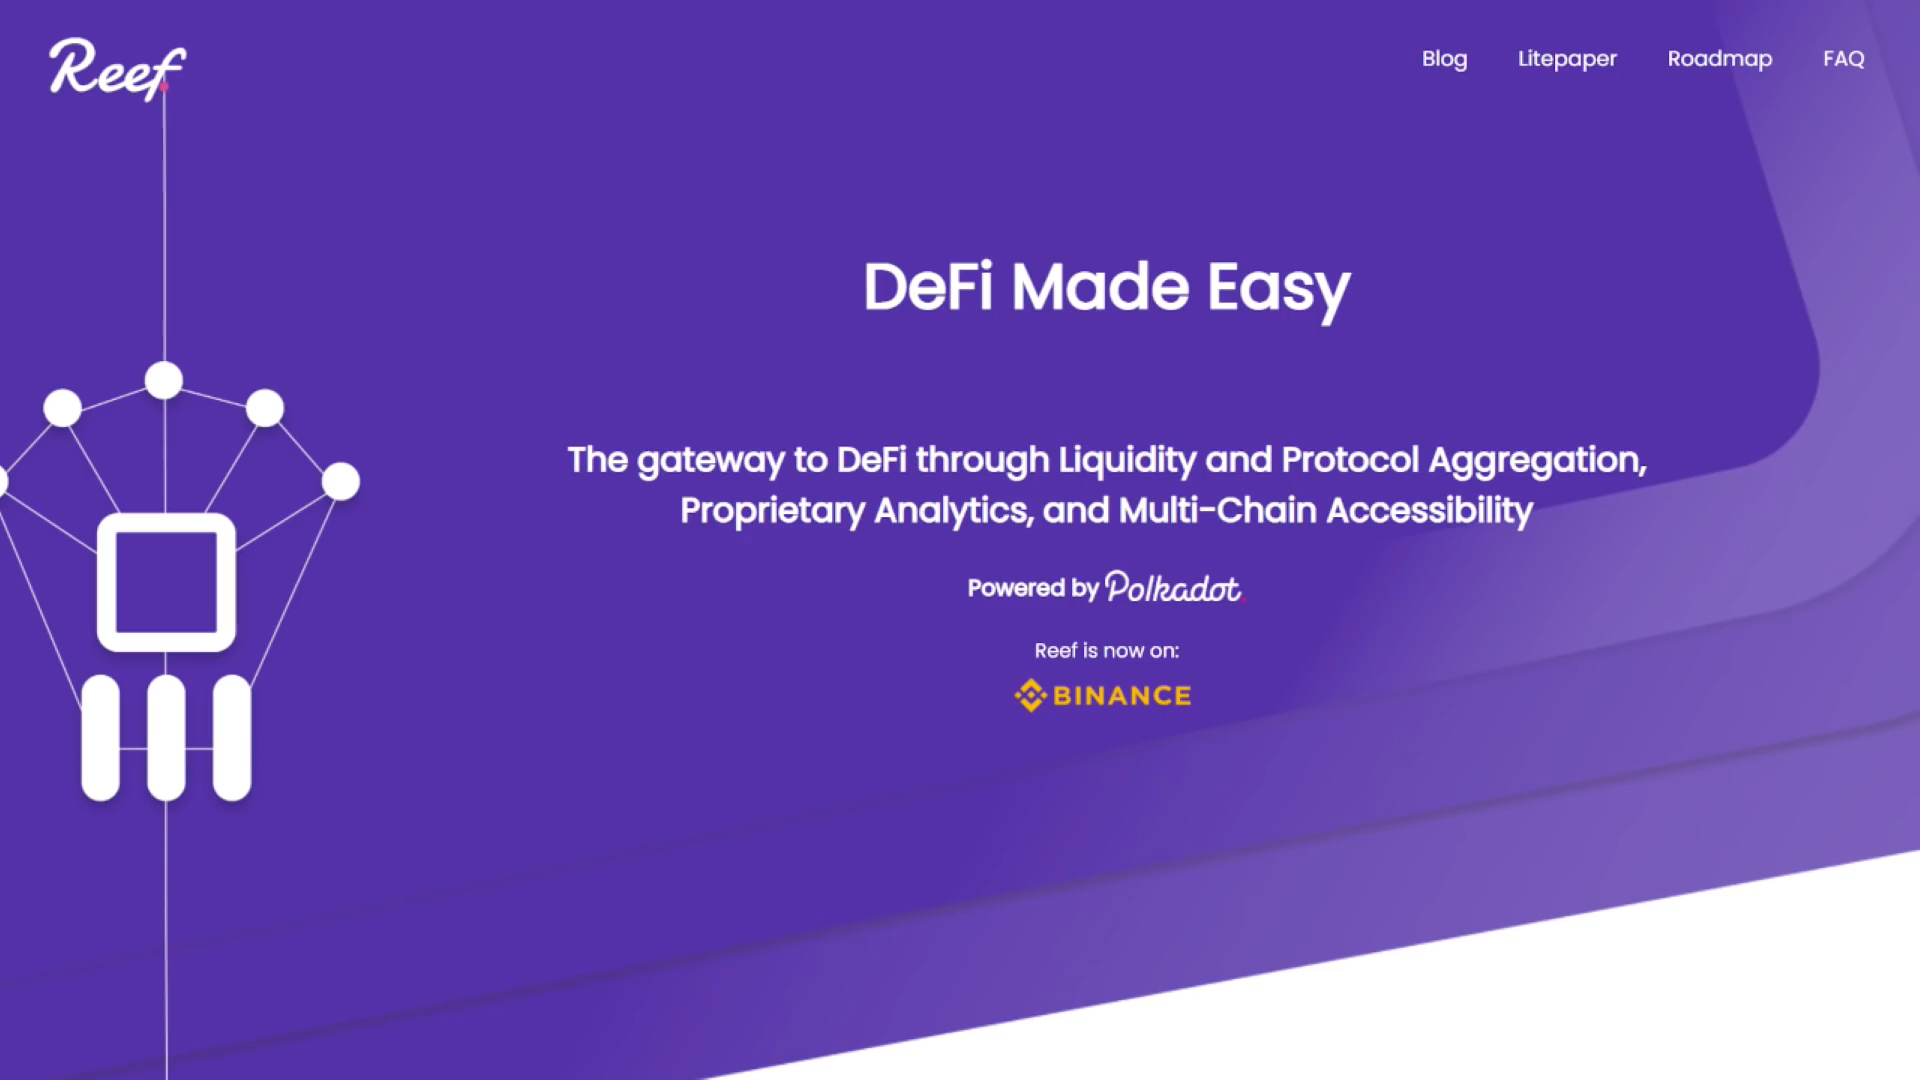 Reef.
Blog Litepaper Roadmap FAQ
DeFi Made Easy
The gateway to DeFi through Liquidity and Protocol Aggregation,
Proprietary Analytics, and Multi-Chain Accessibility
Powered by Polkadot.
Reef is now on:
BINANCE